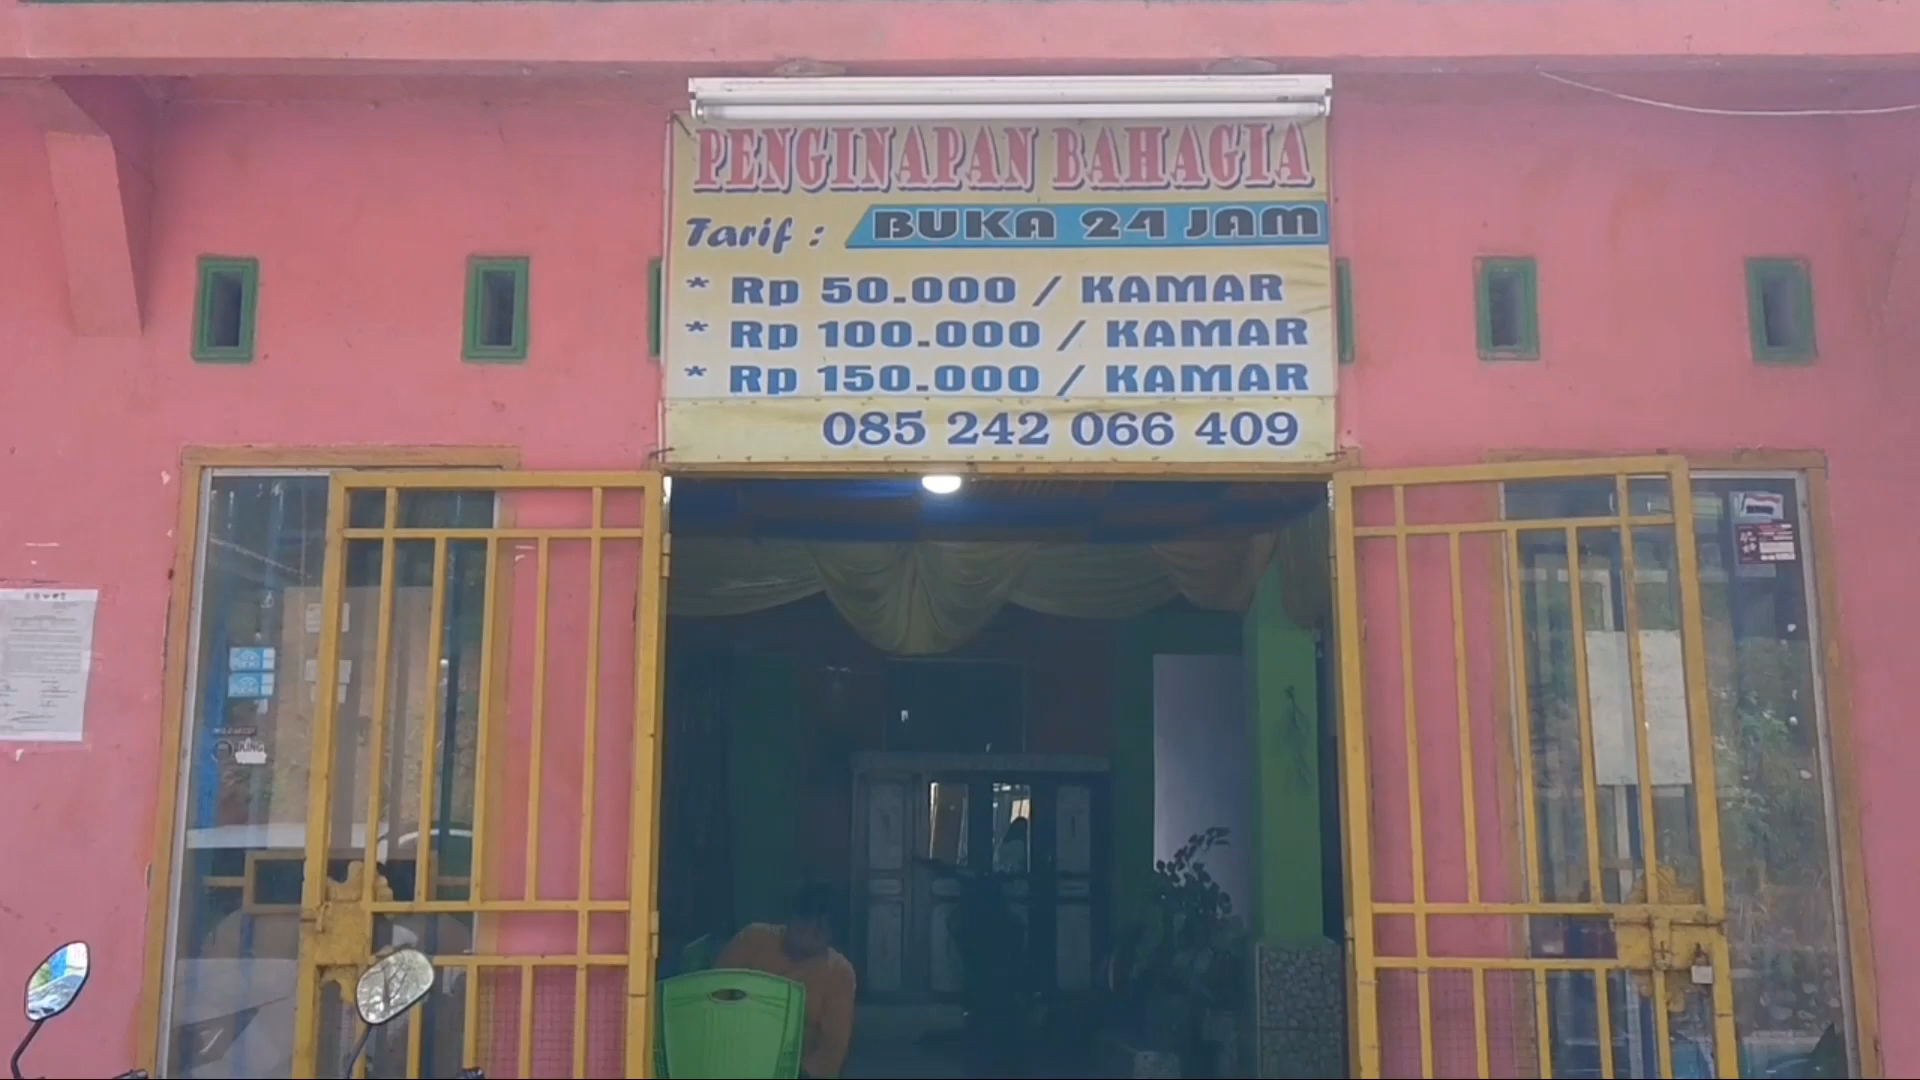 PENGINAPAN BAHAGIA
Tarif : BUKA 24 JAM
* Rp 50.000 / KAMAR
* Rp 100.000 / KAMAR
* Rp 150.000 / KAMAR
085 242 066 409